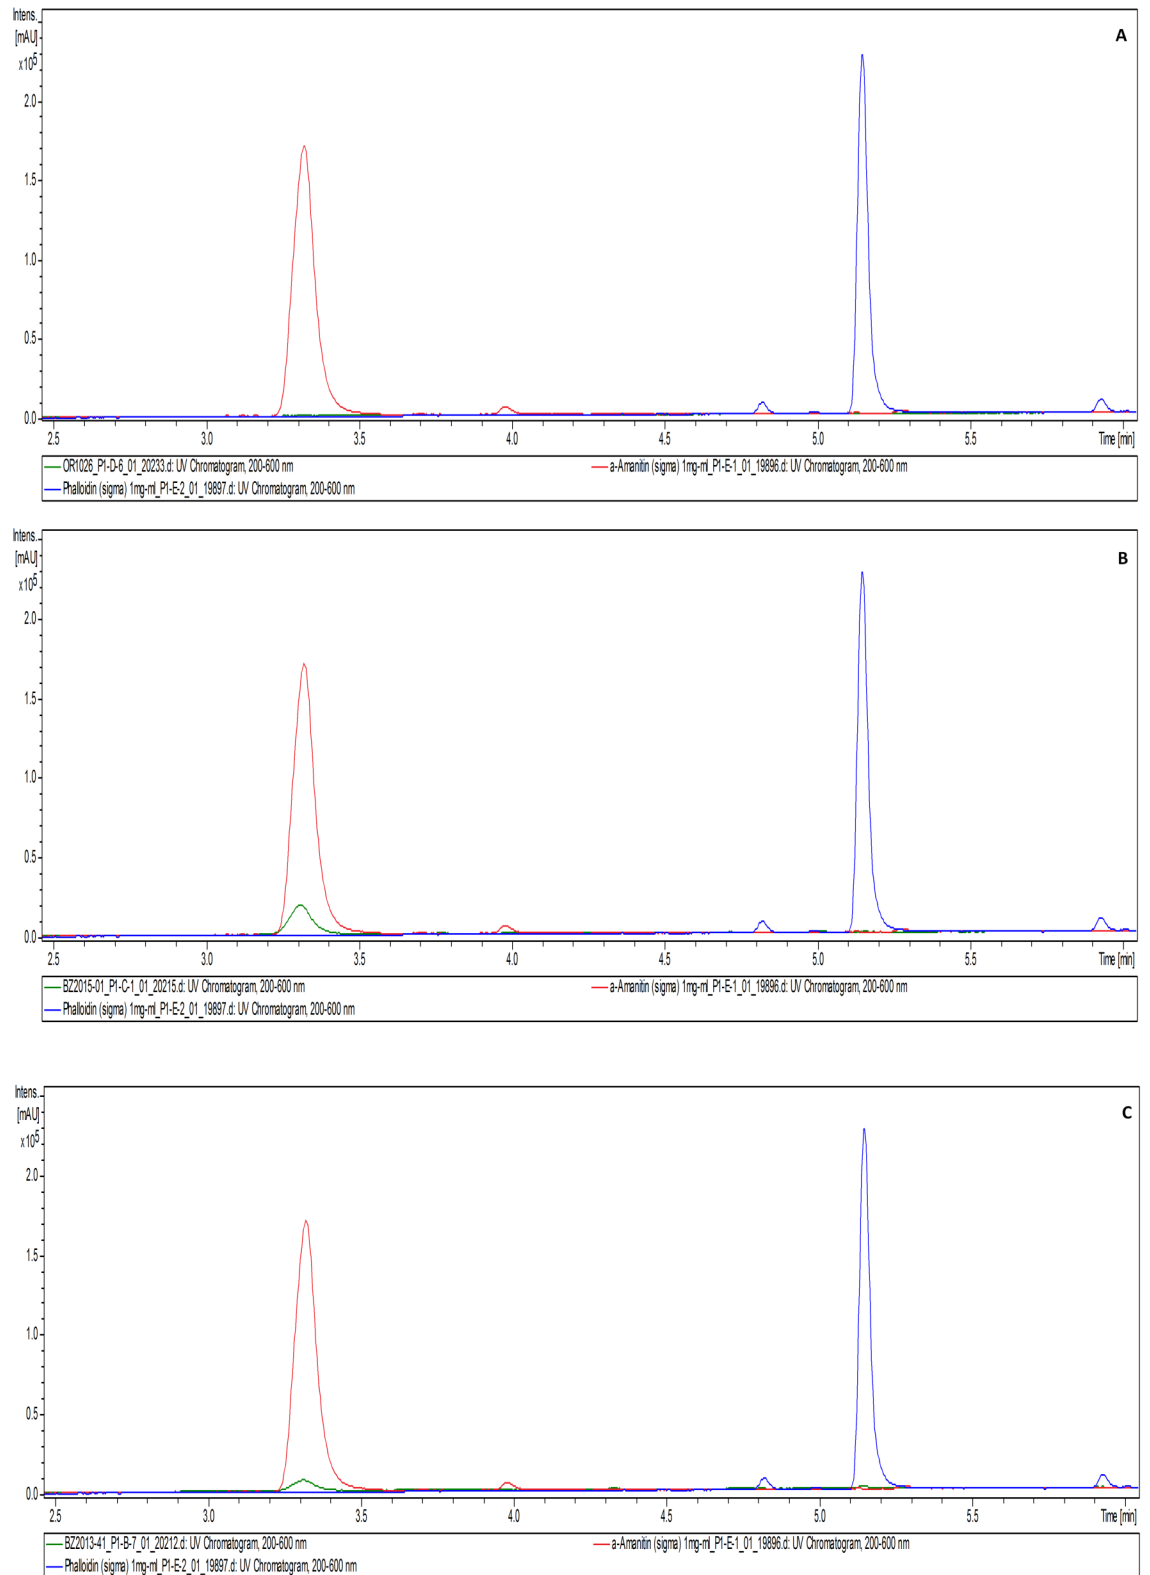 Intens.
[mAU]
x10^5
A
2.0
1.5
1.0
0.5
0.0
2.5 3.0 3.5 4.0 4.5 5.0 5.5 Time [min]
OR1026_P1-D-6_01_20233.d: UV Chromatogram, 200-600 nm a-Amanitin (sigma) 1mg-ml_P1-E-1_01_19896.d: UV Chromatogram, 200-600 nm
Phalloidin (sigma) 1mg-ml_P1-E-2_01_19897.d: UV Chromatogram, 200-600 nm
Intens.
[mAU]
x10^5
B
2.0
1.5
1.0
0.5
0.0
2.5 3.0 3.5 4.0 4.5 5.0 5.5 Time [min]
BZ2015-01_P1-C-1_01_20215.d: UV Chromatogram, 200-600 nm a-Amanitin (sigma) 1mg-ml_P1-E-1_01_19896.d: UV Chromatogram, 200-600 nm
Phalloidin (sigma) 1mg-ml_P1-E-2_01_19897.d: UV Chromatogram, 200-600 nm
Intens.
[mAU]
x10^5
C
2.0
1.5
1.0
0.5
0.0
2.5 3.0 3.5 4.0 4.5 5.0 5.5 Time [min]
BZ2013-41_P1-B-7_01_20212.d: UV Chromatogram, 200-600 nm a-Amanitin (sigma) 1mg-ml_P1-E-1_01_19896.d: UV Chromatogram, 200-600 nm
Phalloidin (sigma) 1mg-ml_P1-E-2_01_19897.d: UV Chromatogram, 200-600 nm